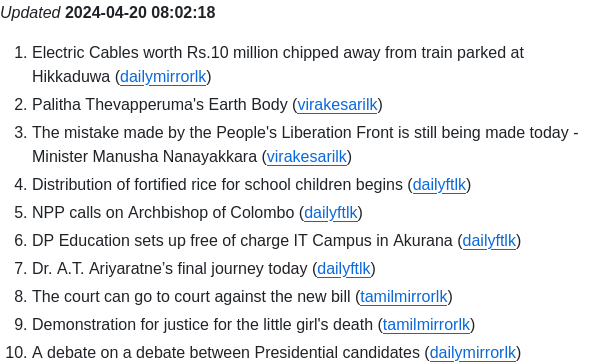 Updated 2024-04-20 08:02:18
1. Electric Cables worth Rs.10 million chipped away from train parked at
Hikkaduwa (dailymirrorlk)
2. Palitha Thevapperuma's Earth Body (virakesarilk)
3. The mistake made by the People's Liberation Front is still being made today -
Minister Manusha Nanayakkara (virakesarilk)
4. Distribution of fortified rice for school children begins (dailyftlk)
5. NPP calls on Archbishop of Colombo (dailyftlk)
6. DP Education sets up free of charge IT Campus in Akurana (dailyftlk)
7. Dr. A.T. Ariyaratne’s final journey today (dailyftlk)
8. The court can go to court against the new bill (tamilmirrorlk)
9. Demonstration for justice for the little girl's death (tamilmirrorlk)
10. A debate on a debate between Presidential candidates (dailymirrorlk)